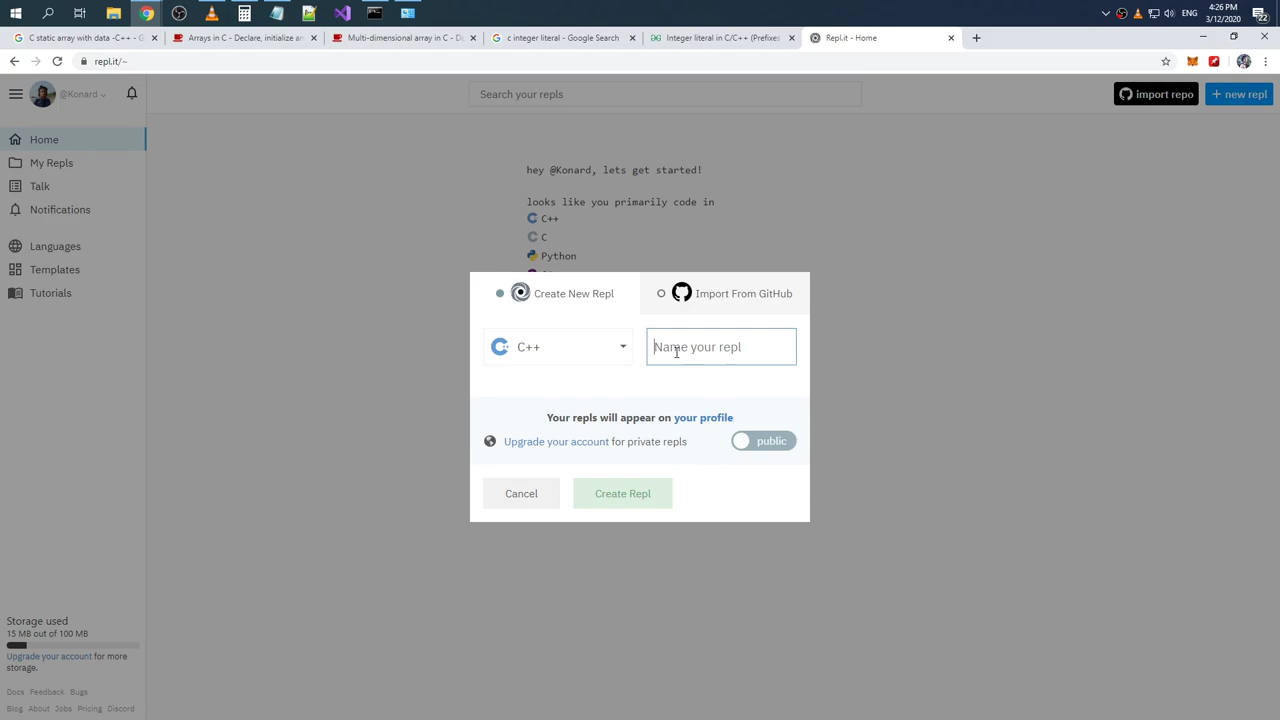 ENG
4:26 PM
3/12/2020
22
C static array with data -C++ - G
Arrays in C - Declare, initialize a
Multi-dimensional array in C - De
c integer literal - Google Search
Integer literal in C/C++ (Prefixes
Repl.it - Home
repl.it/~
@Konard
Search your repls
import repo
+ new repl
Home
My Repls
Talk
Notifications
Languages
Templates
Tutorials
hey @Konard, lets get started!
looks like you primarily code in
C++
C
Python
Create New Repl
Import From GitHub
C++
Name your repl
Your repls will appear on your profile
Upgrade your account for private repls
public
Cancel
Create Repl
Storage used
15 MB out of 100 MB
Upgrade your account for more
storage.
Docs Feedback Bugs
Blog About Jobs Pricing Discord